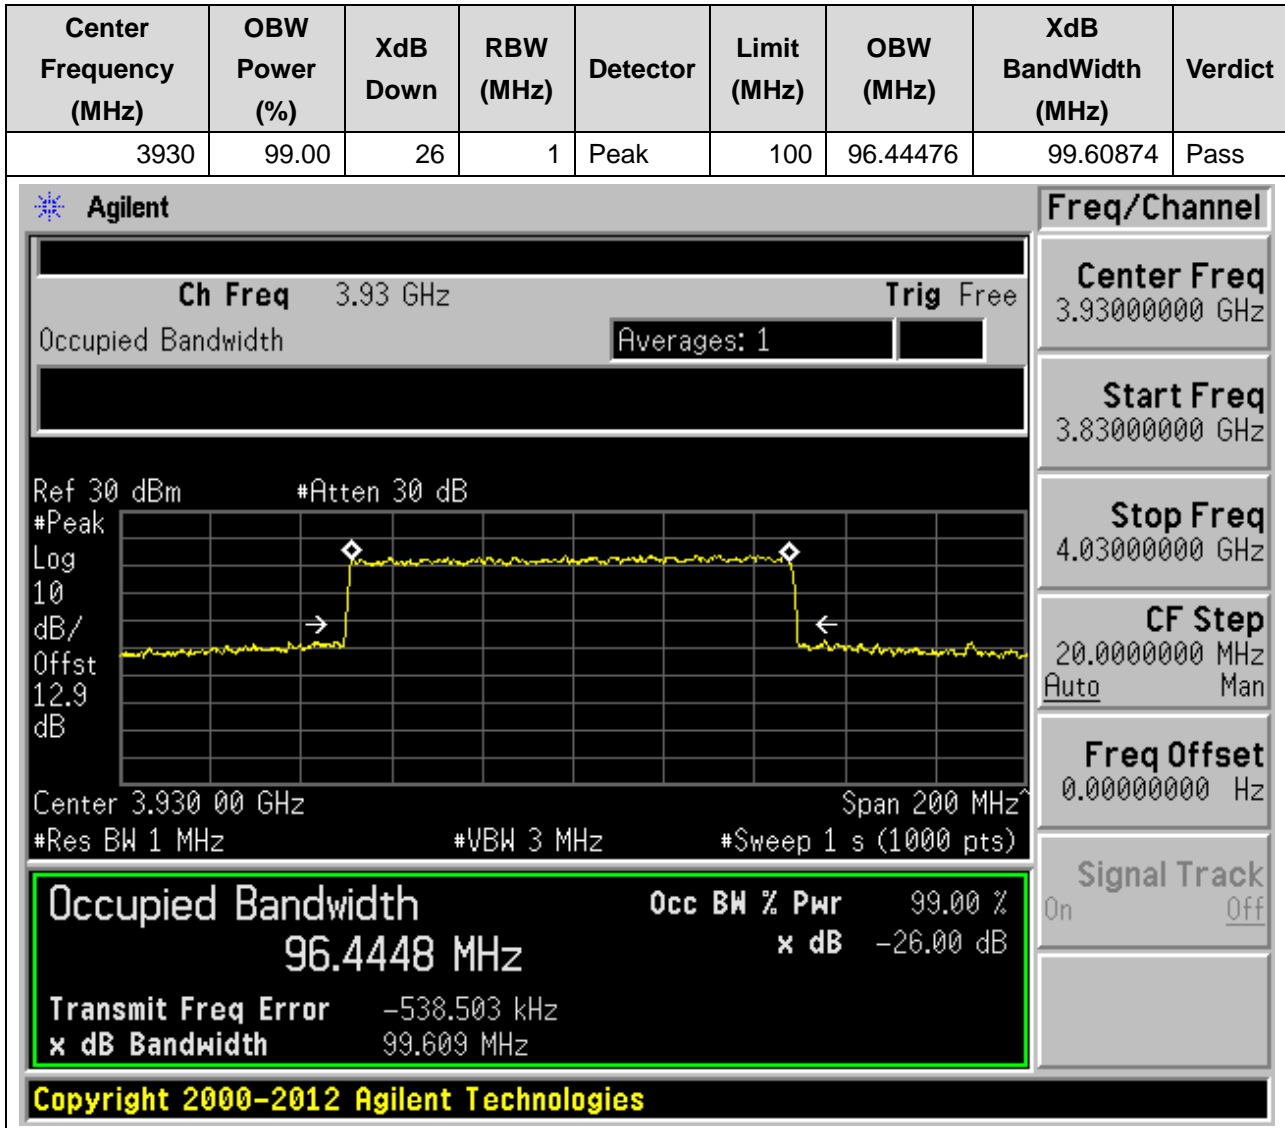 Center Frequency (MHz) OBW Power (%) XdB Down RBW (MHz) Detector Limit (MHz) OBW (MHz) XdB BandWidth (MHz) Verdict
3930 99.00 26 1 Peak 100 96.44476 99.60874 Pass
Agilent
Freq/Channel
Ch Freq 3.93 GHz Trig Free
Occupied Bandwidth Averages: 1
Center Freq
3.93000000 GHz
Start Freq
3.83000000 GHz
Stop Freq
4.03000000 GHz
CF Step
20.0000000 MHz
Auto Man
Freq Offset
0.00000000 Hz
Signal Track
On Off
Ref 30 dBm #Atten 30 dB
#Peak
Log
10
dB/
Offst
12.9
dB
Center 3.930 00 GHz Span 200 MHz^
#Res BW 1 MHz #VBW 3 MHz #Sweep 1 s (1000 pts)
Occupied Bandwidth
96.4448 MHz
Occ BW % Pwr 99.00 %
x dB -26.00 dB
Transmit Freq Error -538.503 kHz
x dB Bandwidth 99.609 MHz
Copyright 2000-2012 Agilent Technologies